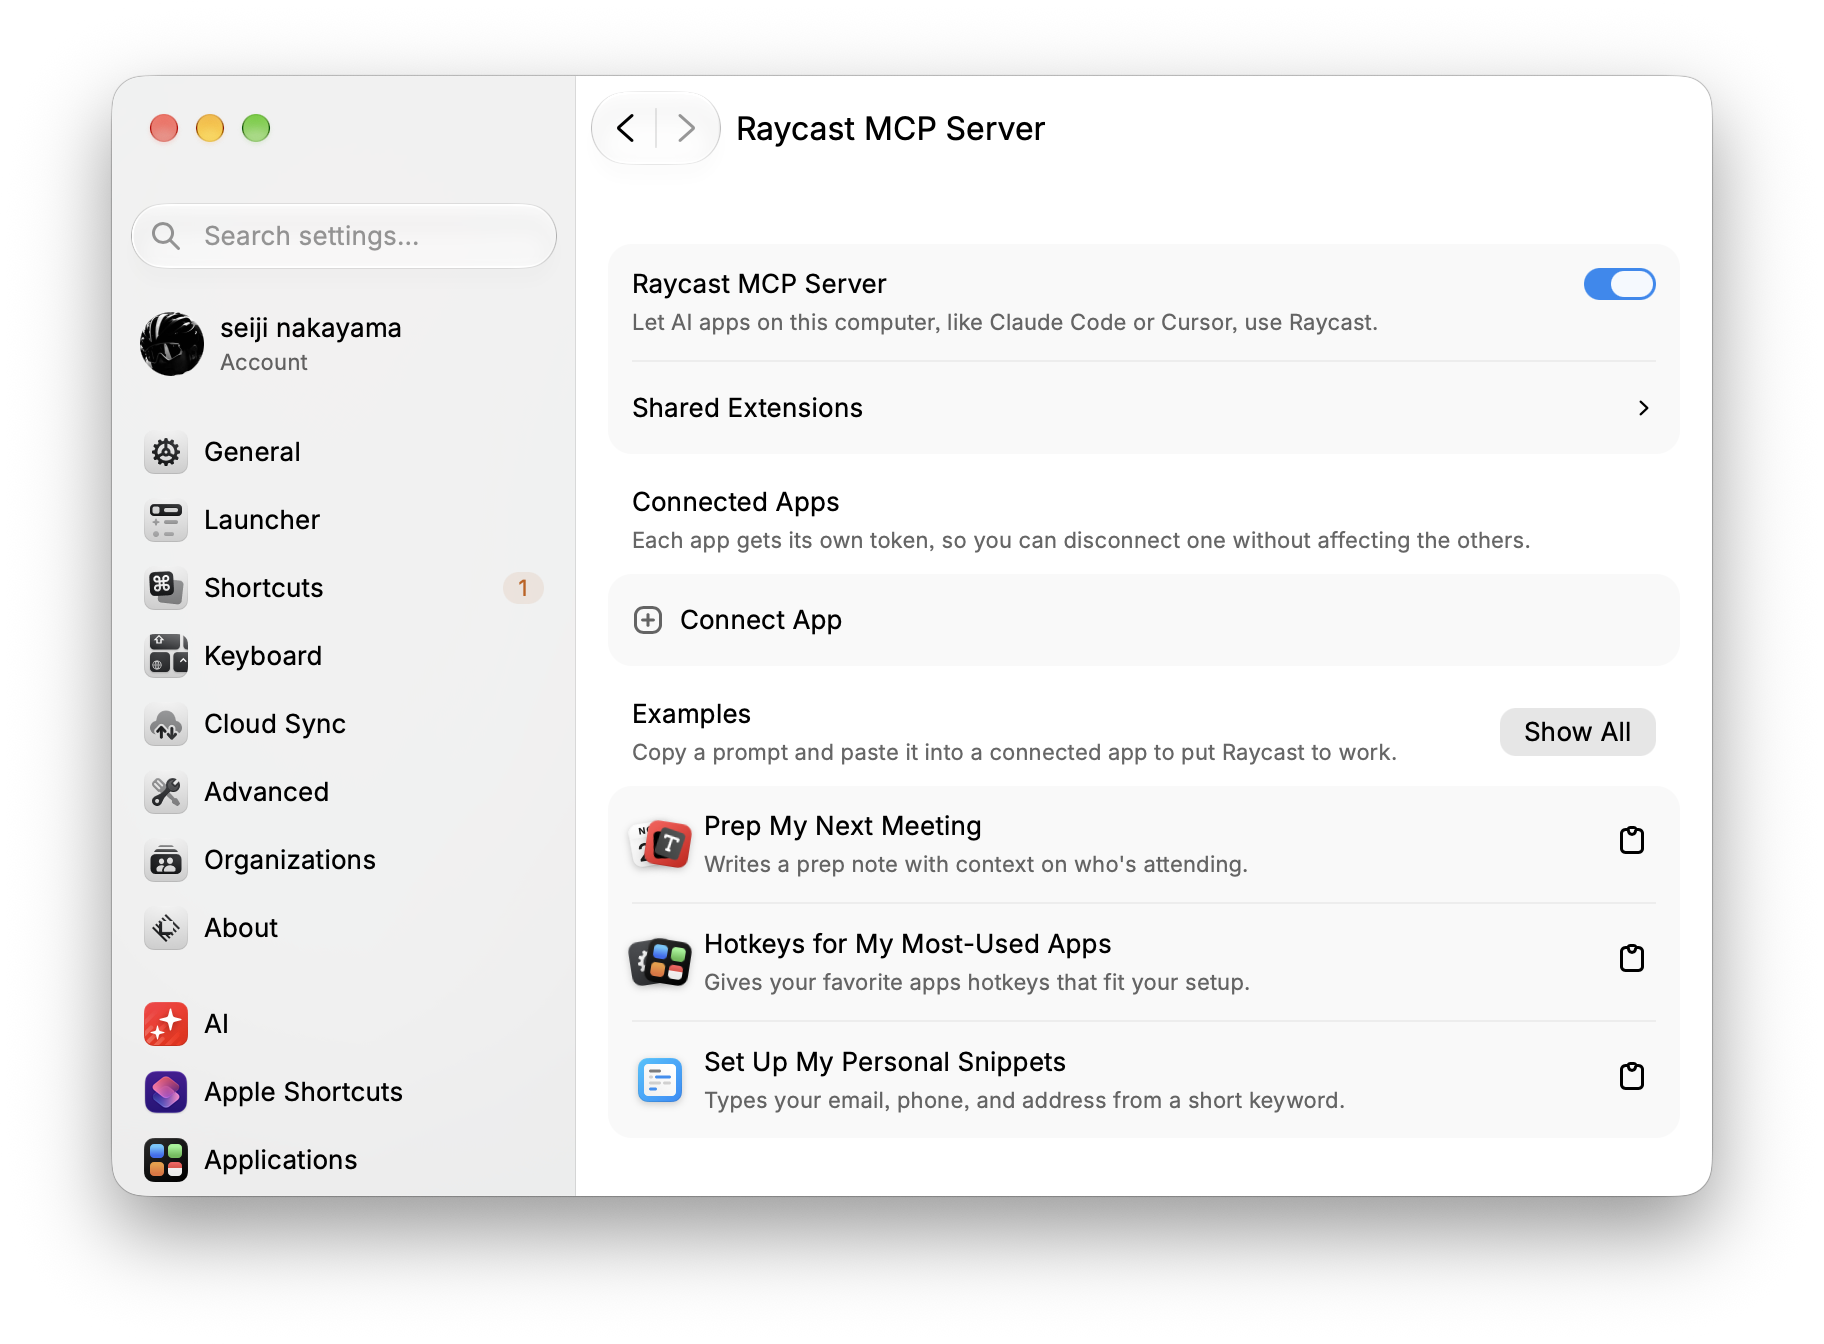 Search settings...
seiji nakayama
Account
General
Launcher
Shortcuts
1
Keyboard
Cloud Sync
Advanced
Organizations
About
AI
Apple Shortcuts
Applications
Raycast MCP Server
Raycast MCP Server
Let AI apps on this computer, like Claude Code or Cursor, use Raycast.
Shared Extensions
Connected Apps
Each app gets its own token, so you can disconnect one without affecting the others.
Connect App
Examples
Copy a prompt and paste it into a connected app to put Raycast to work.
Show All
Prep My Next Meeting
Writes a prep note with context on who's attending.
Hotkeys for My Most-Used Apps
Gives your favorite apps hotkeys that fit your setup.
Set Up My Personal Snippets
Types your email, phone, and address from a short keyword.